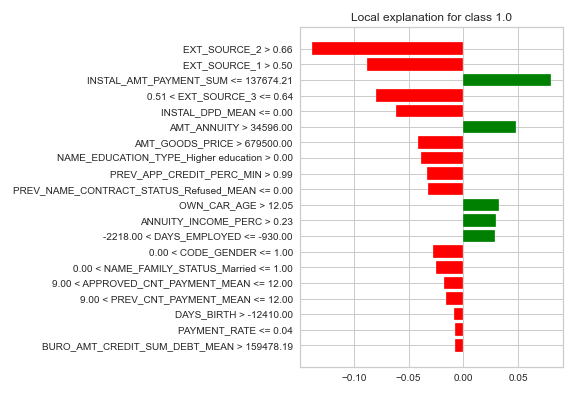 Local explanation for class 1.0
EXT_SOURCE_2 > 0.66
EXT_SOURCE_1 > 0.50
INSTAL_AMT_PAYMENT_SUM <= 137674.21
0.51 < EXT_SOURCE_3 <= 0.64
INSTAL_DPD_MEAN <= 0.00
AMT_ANNUITY > 34596.00
AMT_GOODS_PRICE > 679500.00
NAME_EDUCATION_TYPE_Higher education > 0.00
PREV_APP_CREDIT_PERC_MIN > 0.99
PREV_NAME_CONTRACT_STATUS_Refused_MEAN <= 0.00
OWN_CAR_AGE > 12.05
ANNUITY_INCOME_PERC > 0.23
-2218.00 < DAYS_EMPLOYED <= -930.00
0.00 < CODE_GENDER <= 1.00
0.00 < NAME_FAMILY_STATUS_Married <= 1.00
9.00 < APPROVED_CNT_PAYMENT_MEAN <= 12.00
9.00 < PREV_CNT_PAYMENT_MEAN <= 12.00
DAYS_BIRTH > -12410.00
PAYMENT_RATE <= 0.04
BURO_AMT_CREDIT_SUM_DEBT_MEAN > 159478.19
−0.10 −0.05 0.00 0.05